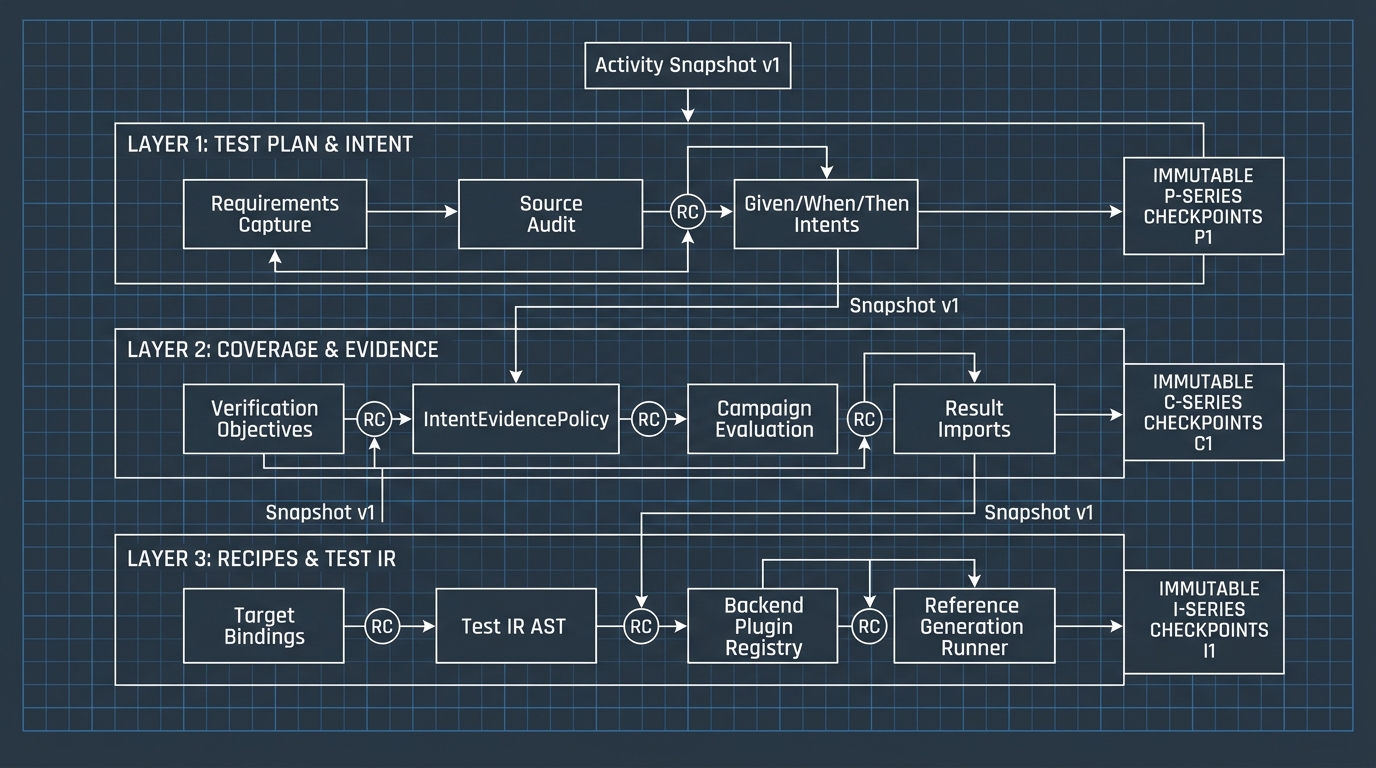 Activity Snapshot v1
LAYER 1: TEST PLAN & INTENT
Requirements
Capture
Source
Audit
RC
Given/When/Then
Intents
IMMUTABLE
P-SERIES
CHECKPOINTS
P1
Snapshot v1
LAYER 2: COVERAGE & EVIDENCE
Verification
Objectives
RC
IntentEvidencePolicy
RC
Campaign
Evaluation
RC
Result
Imports
IMMUTABLE
C-SERIES
CHECKPOINTS
C1
Snapshot v1
Snapshot v1
LAYER 3: RECIPES & TEST IR
Target
Bindings
RC
Test IR AST
RC
Backend
Plugin
Registry
RC
Reference
Generation
Runner
IMMUTABLE
I-SERIES
CHECKPOINTS
I1